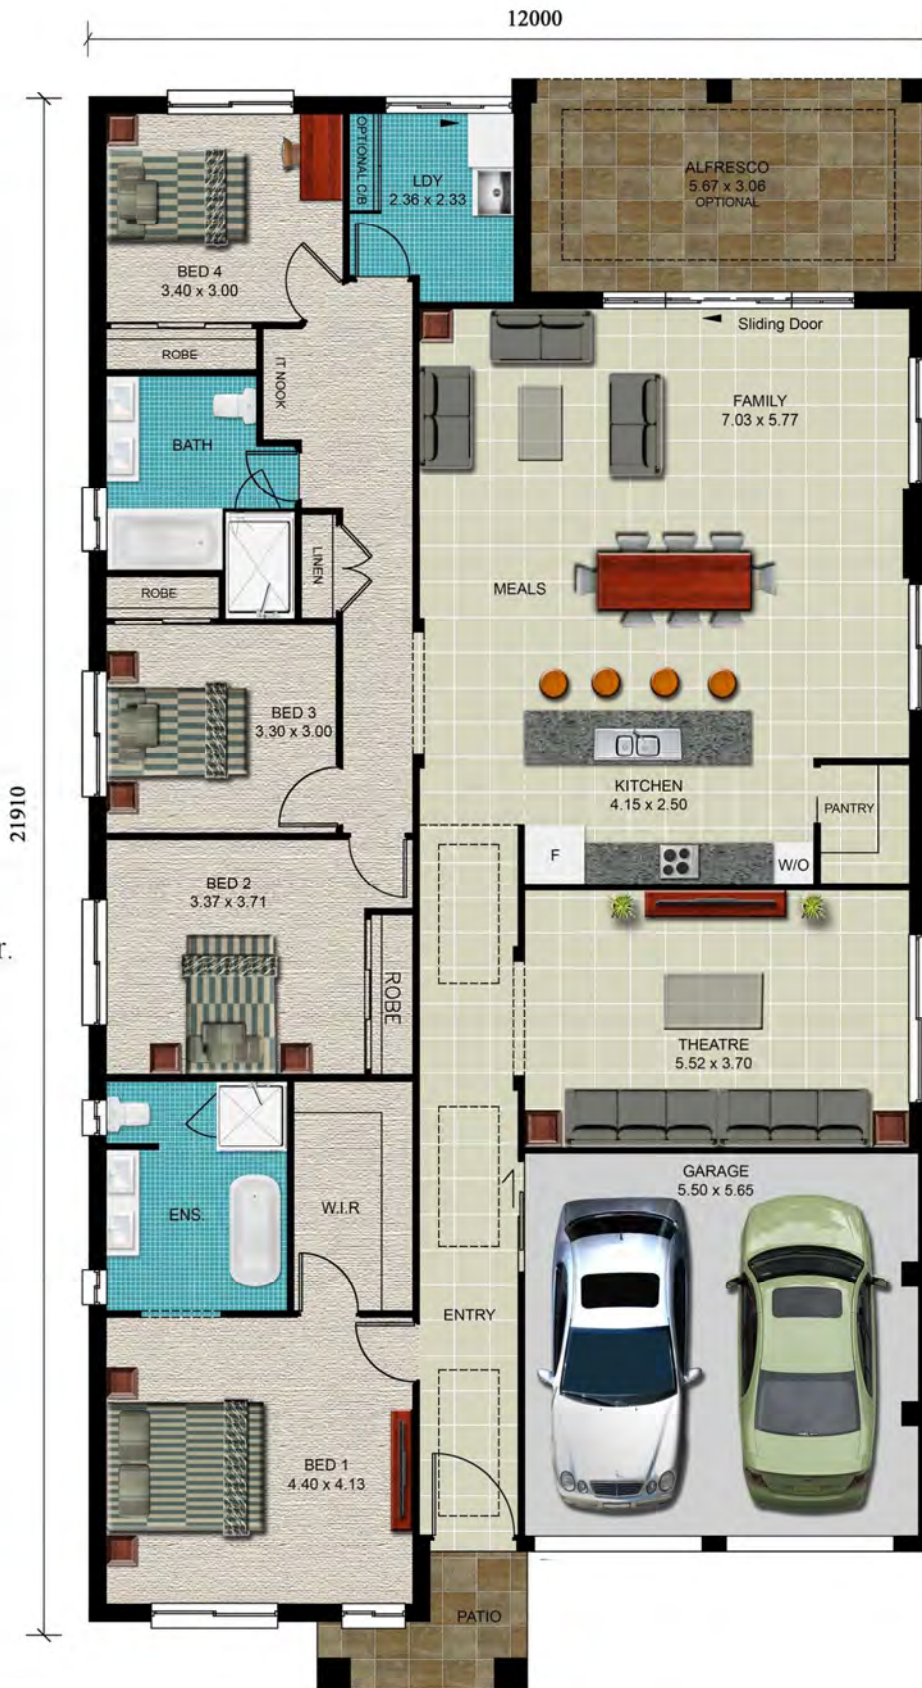 12000
21910
r.
OPTIONAL C/B
LDY
2.36 x 2.33
ALFRESCO
5.67 x 3.06
OPTIONAL
BED 4
3.40 x 3.00
Sliding Door
ROBE
IT NOOK
FAMILY
7.03 x 5.77
BATH
LINEN
ROBE
MEALS
BED 3
3.30 x 3.00
KITCHEN
4.15 x 2.50
PANTRY
F
W/O
BED 2
3.37 x 3.71
ROBE
THEATRE
5.52 x 3.70
GARAGE
5.50 x 5.65
ENS.
W.I.R
ENTRY
BED 1
4.40 x 4.13
PATIO